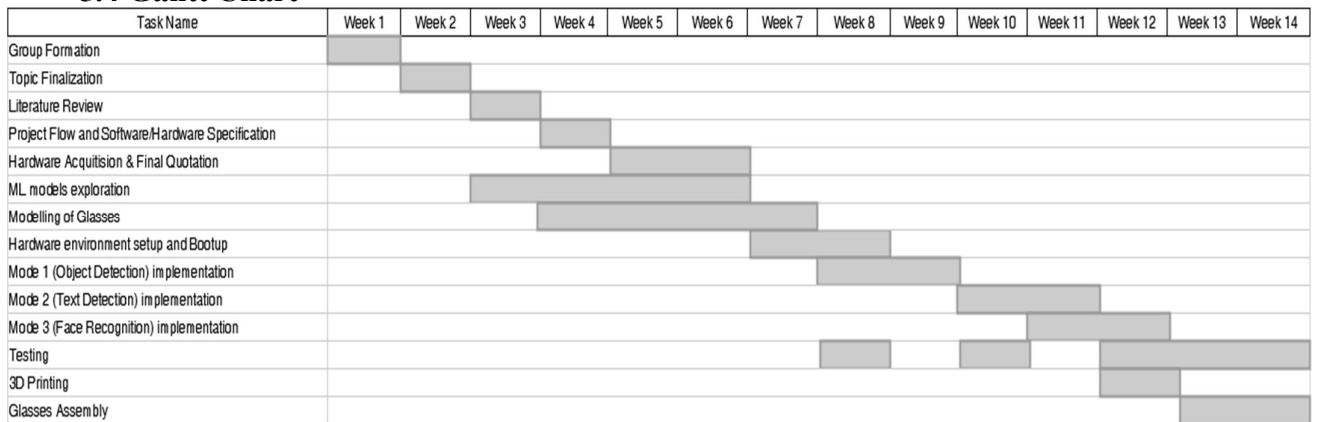 3.4 Gantt Chart
Task Name Week 1 Week 2 Week 3 Week 4 Week 5 Week 6 Week 7 Week 8 Week 9 Week 10 Week 11 Week 12 Week 13 Week 14
Group Formation
Topic Finalization
Literature Review
Project Flow and Software/Hardware Specification
Hardware Acquitision & Final Quotation
ML models exploration
Modelling of Glasses
Hardware environment setup and Bootup
Mode 1 (Object Detection) implementation
Mode 2 (Text Detection) implementation
Mode 3 (Face Recognition) implementation
Testing
3D Printing
Glasses Assembly